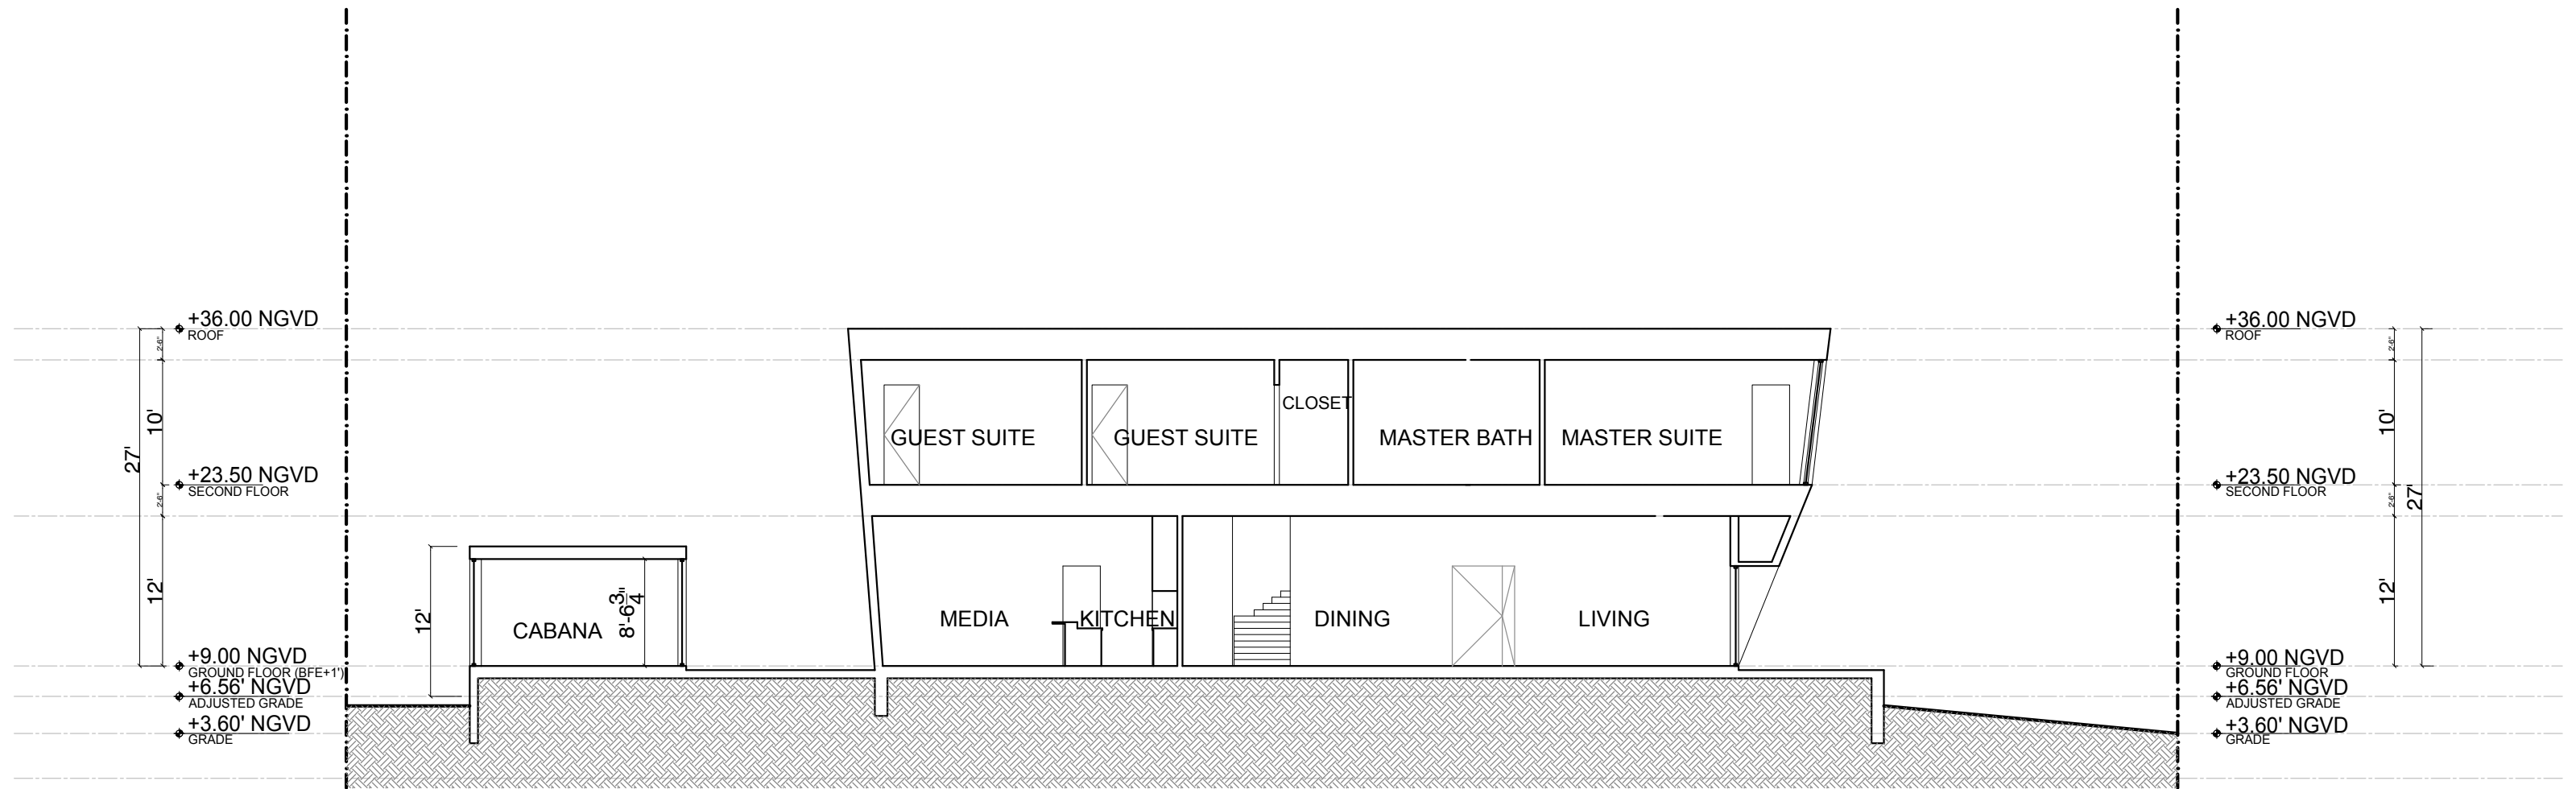 +36.00 NGVD
ROOF
2'-6"
10'
27'
+23.50 NGVD
SECOND FLOOR
2'-6"
12'
+9.00 NGVD
GROUND FLOOR (BFE+1')
+6.56' NGVD
ADJUSTED GRADE
+3.60' NGVD
GRADE
12'
CABANA
8'-6 3/4"
GUEST SUITE
GUEST SUITE
CLOSET
MASTER BATH
MASTER SUITE
MEDIA
KITCHEN
DINING
LIVING
+36.00 NGVD
ROOF
2'-6"
10'
+23.50 NGVD
SECOND FLOOR
2'-6"
27'
12'
+9.00 NGVD
GROUND FLOOR
+6.56' NGVD
ADJUSTED GRADE
+3.60' NGVD
GRADE